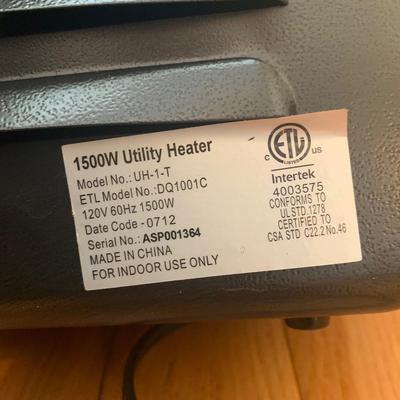 1500W Utility Heater
Model No.: UH-1-T
ETL Model No.:DQ1001C
120V 60Hz 1500W
Date Code - 0712
Serial No.: ASP001364
MADE IN CHINA
FOR INDOOR USE ONLY
ETL
LISTED
C US
Intertek
4003575
CONFORMS TO
UL STD. 1278
CERTIFIED TO
CSA STD C22.2 No.46